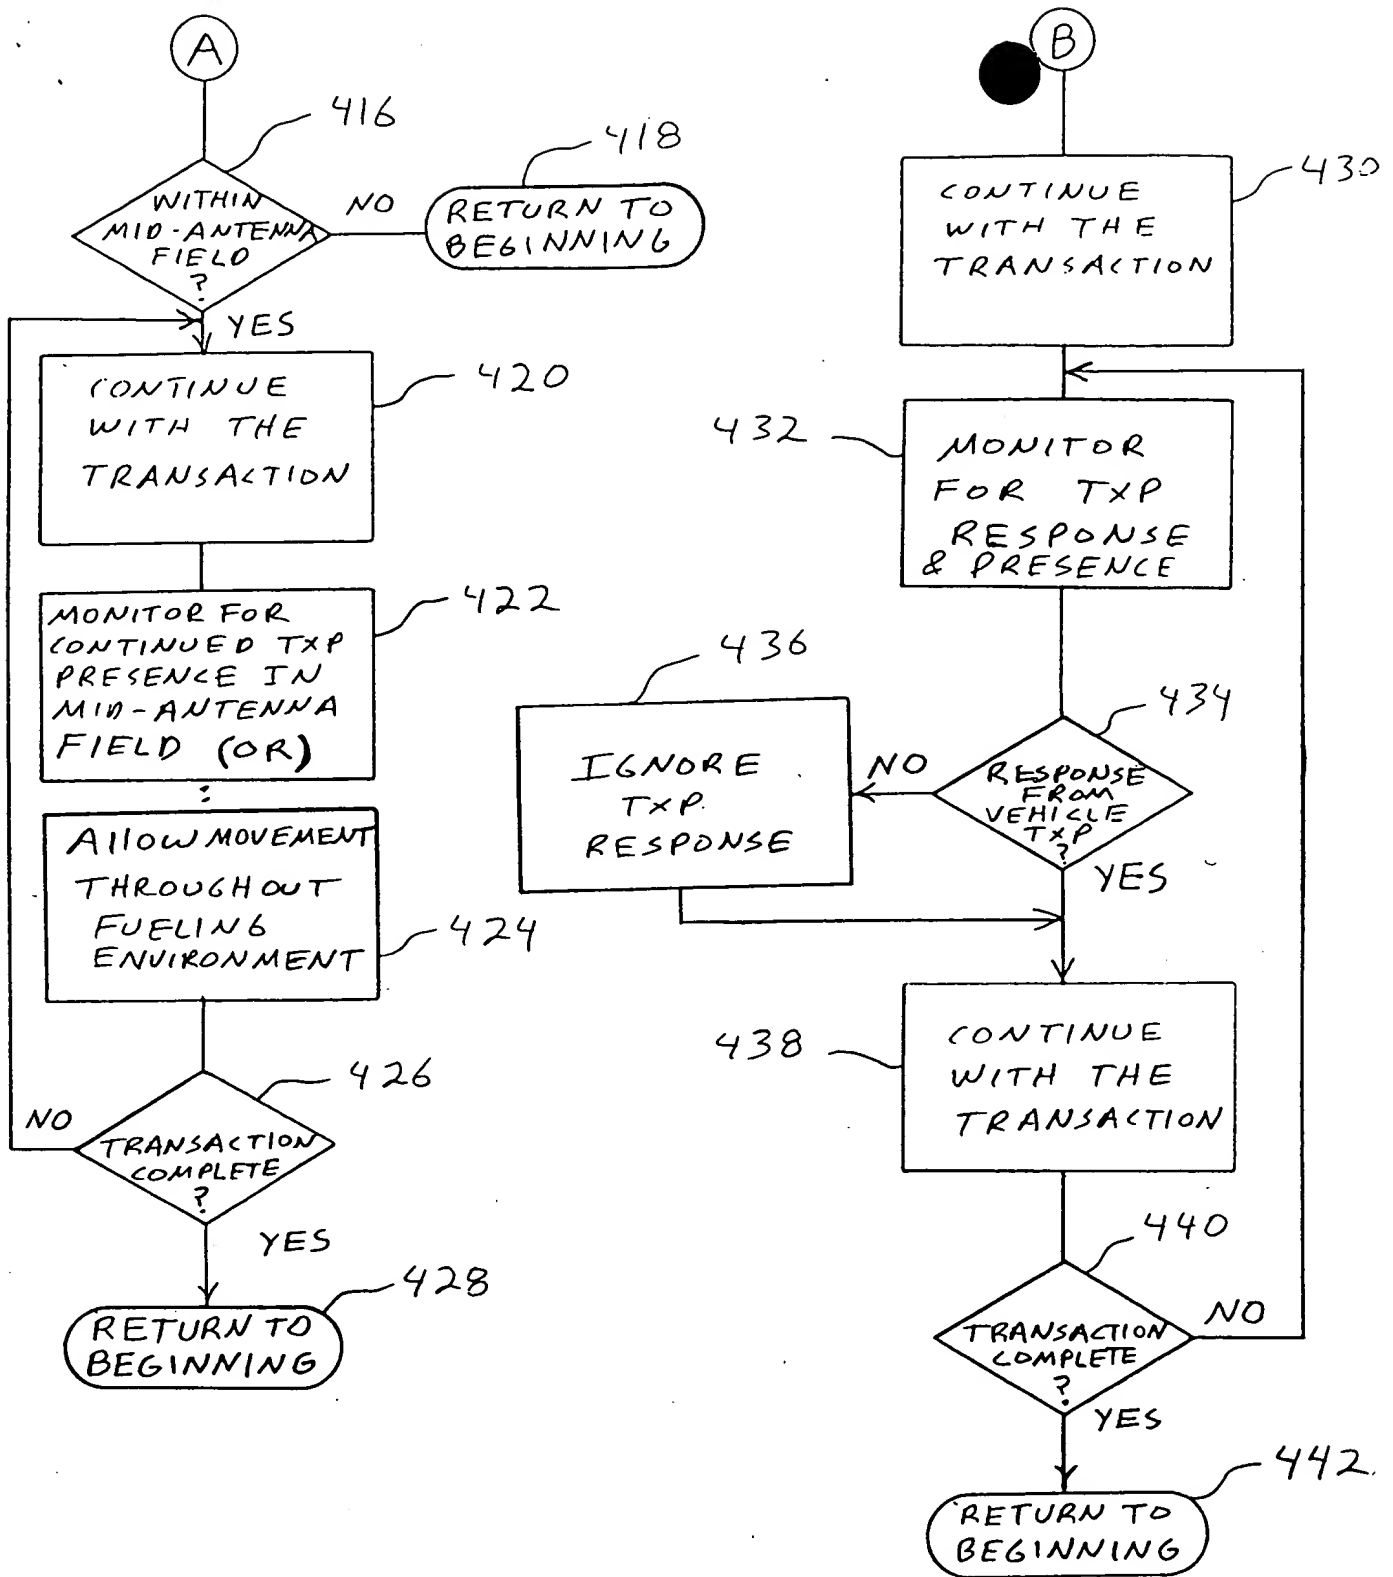 A
416
WITHIN
MID-ANTENNA
FIELD
?
NO
418
RETURN TO
BEGINNING
YES
420
CONTINUE
WITH THE
TRANSACTION
422
MONITOR FOR
CONTINUED TXP
PRESENCE IN
MID-ANTENNA
FIELD (OR)
:
424
Allow MOVEMENT
THROUGHOUT
FUELING
ENVIRONMENT
426
NO
TRANSACTION
COMPLETE
?
YES
428
RETURN TO
BEGINNING
B
430
CONTINUE
WITH THE
TRANSACTION
432
MONITOR
FOR TXP
RESPONSE
& PRESENCE
434
RESPONSE
FROM
VEHICLE
TXP
?
NO
436
IGNORE
TXP
RESPONSE
YES
438
CONTINUE
WITH THE
TRANSACTION
440
TRANSACTION
COMPLETE
?
NO
YES
442
RETURN TO
BEGINNING